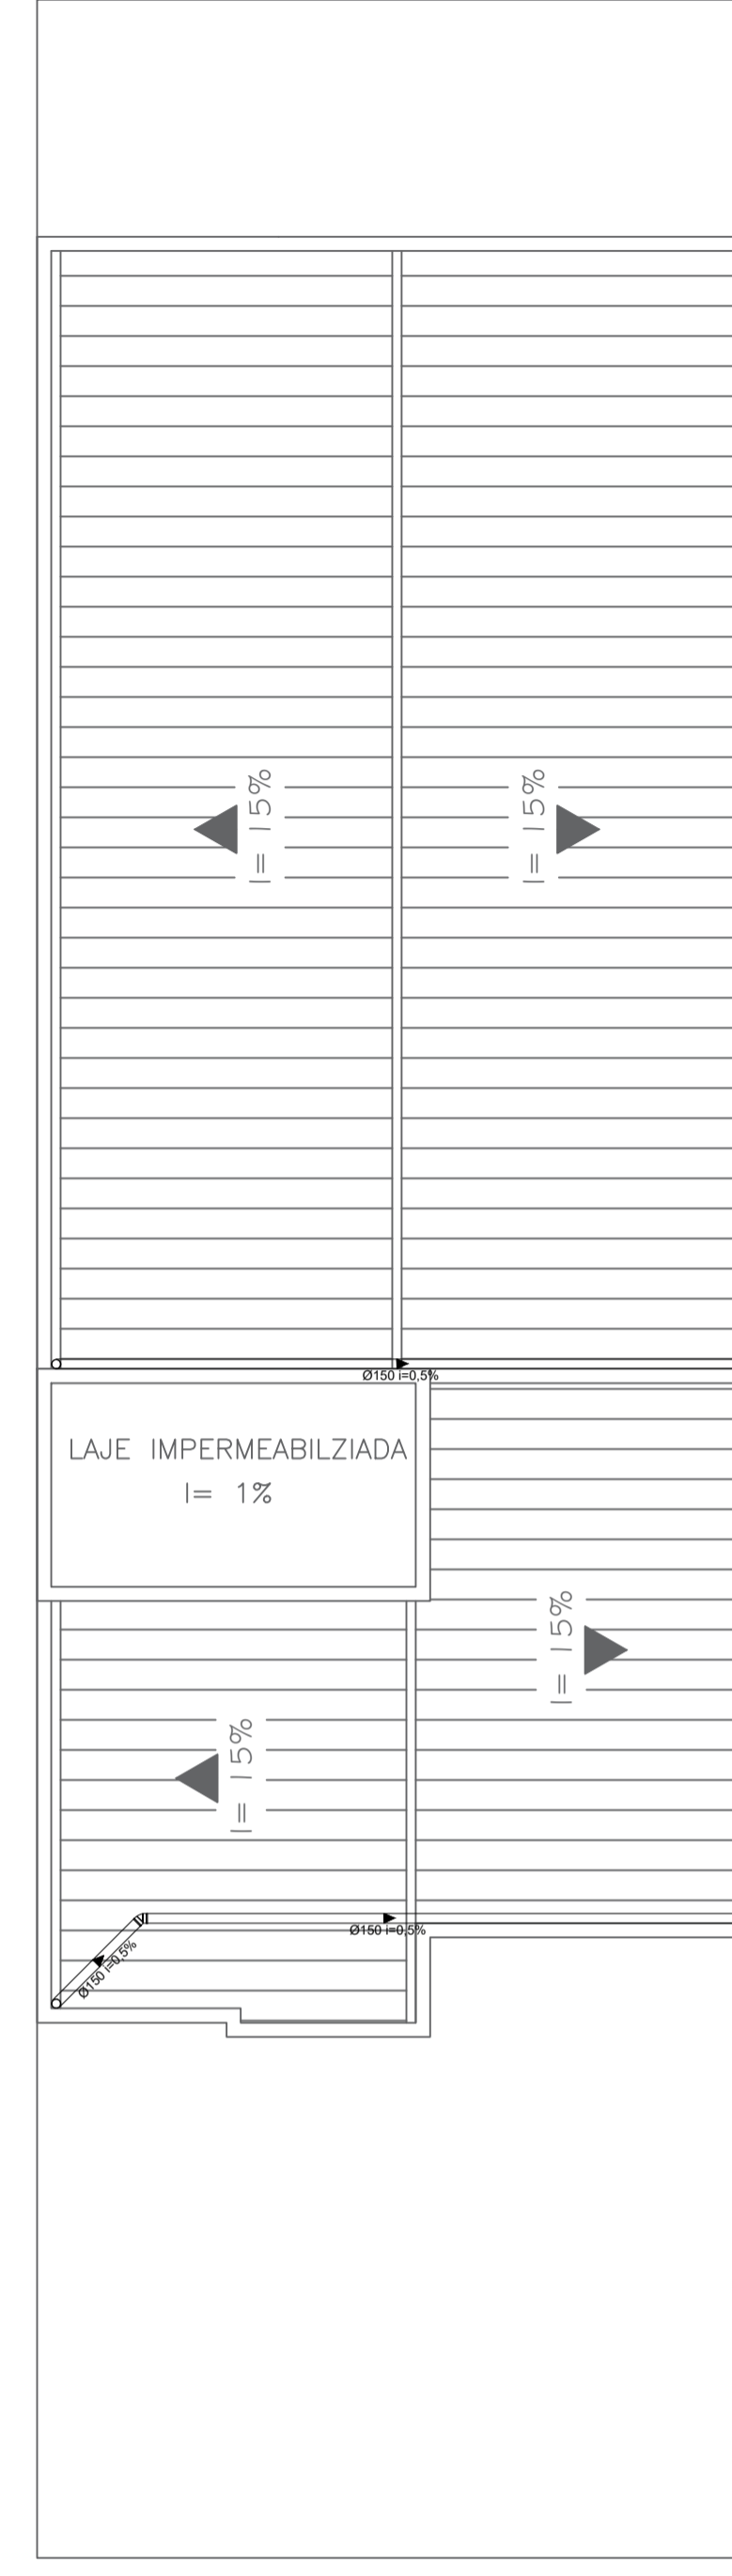 I= 15%
I= 15%
Ø150 i=0,5%
LAJE IMPERMEABILZIADA
I= 1%
I= 15%
I= 15%
Ø150 i=0,5%
Ø150 i=0,5%